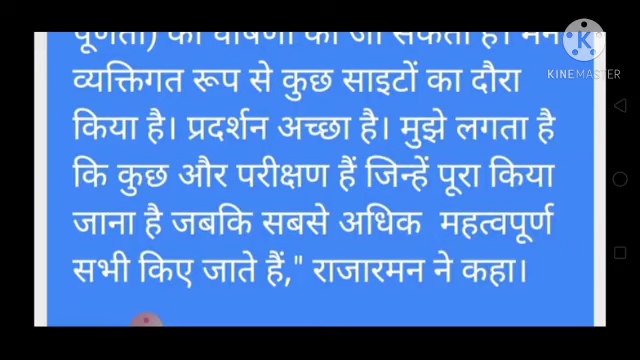 व्यक्तिगत रूप से कुछ साइटों का दौरा
किया है। प्रदर्शन अच्छा है। मुझे लगता है
कि कुछ और परीक्षण हैं जिन्हें पूरा किया
जाना है जबकि सबसे अधिक महत्वपूर्ण
सभी किए जाते हैं," राजारमन ने कहा।
KINEMASTER